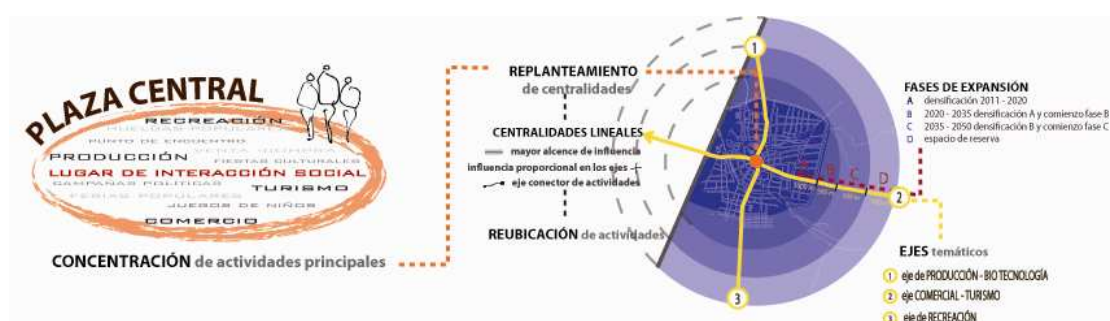 PLAZA CENTRAL
RECREACIÓN
HUELGAS POPULARES
PUNTO DE ENCUENTRO
PRODUCCIÓN
FIESTAS CULTURALES
LUGAR DE INTERACCIÓN SOCIAL
CAMPAÑAS POLITICAS
TURISMO
FERIAS POPULARES
JUEGOS DE NIÑOS
COMERCIO
CONCENTRACIÓN de actividades principales
REPLANTEAMIENTO
de centralidades
CENTRALIDADES LINEALES
mayor alcence de influencia
influencia proporcional en los ejes
eje conector de actividades
REUBICACIÓN de actividades
1
2
3
A
B
C
D
FASES DE EXPANSIÓN
A densificación 2011 - 2020
B 2020 - 2035 densificación A y comienzo fase B
C 2035 - 2050 densificación B y comienzo fase C
D espacio de reserva
EJES temáticos
1 eje de PRODUCCIÓN - BIO TECNOLOGÍA
2 eje COMERCIAL - TURISMO
3 eje de RECREACIÓN